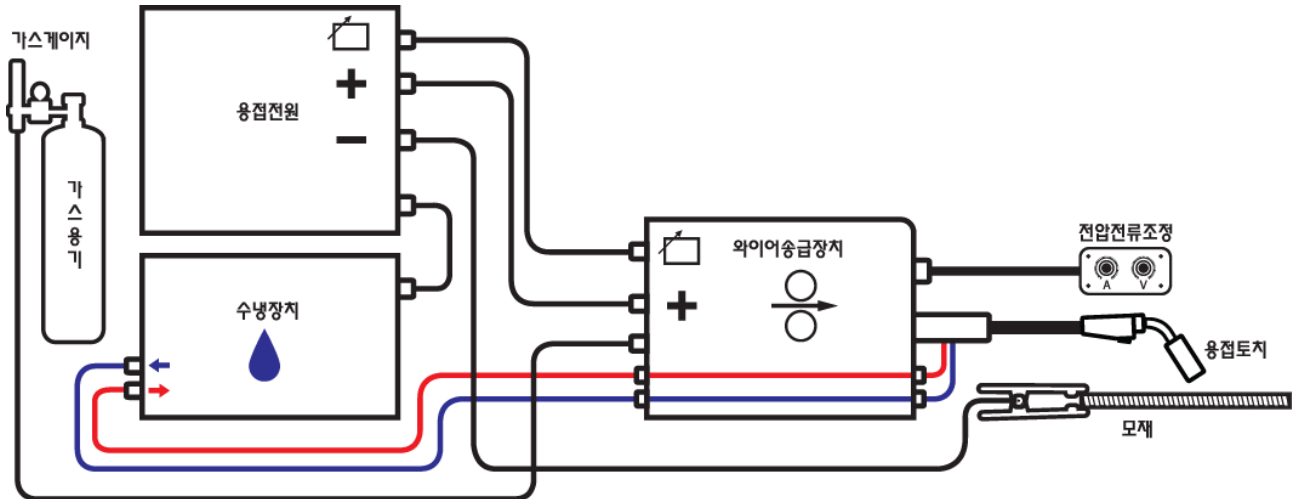 가스게이지
용접전원
+
-
가스용기
수냉장치
와이어송급장치
+
전압전류조정
A V
용접토치
모재